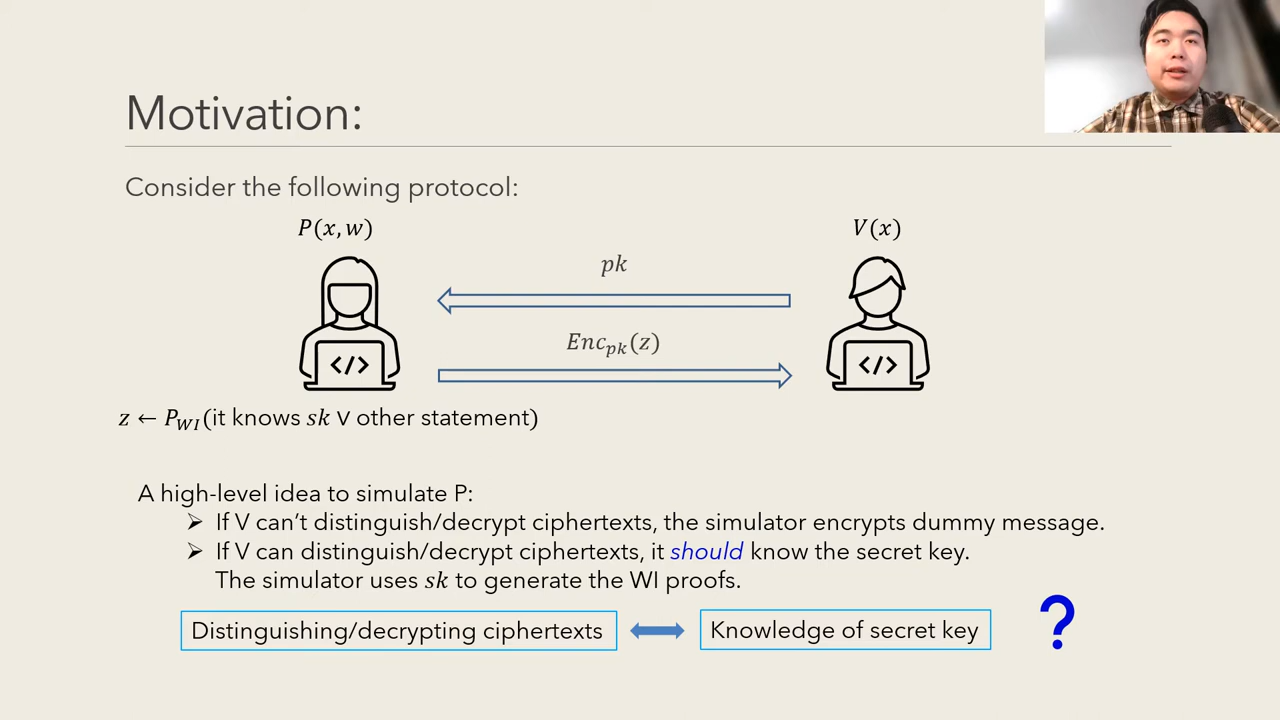 Motivation:
Consider the following protocol:
P(x, w)
V(x)
pk
Enc_pk(z)
</>
</>
z ← P_WI(it knows sk ∨ other statement)
A high-level idea to simulate P:
➢ If V can't distinguish/decrypt ciphertexts, the simulator encrypts dummy message.
➢ If V can distinguish/decrypt ciphertexts, it should know the secret key.
The simulator uses sk to generate the WI proofs.
Distinguishing/decrypting ciphertexts
Knowledge of secret key
?